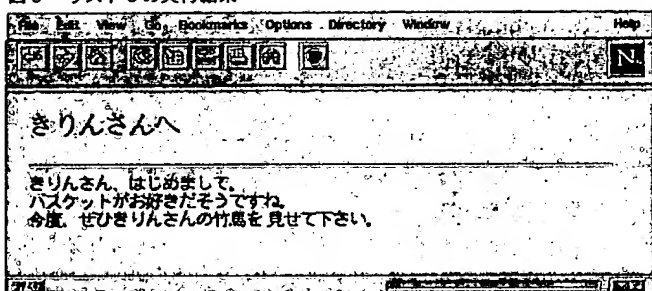 File Edit View Go Bookmarks Options Directory Window Help
N
きりんさんへ
きりんさん、はじめまして。
バスケットがお好きだそうですね。
今度、ぜひきりんさんの竹馬を見せて下さい。